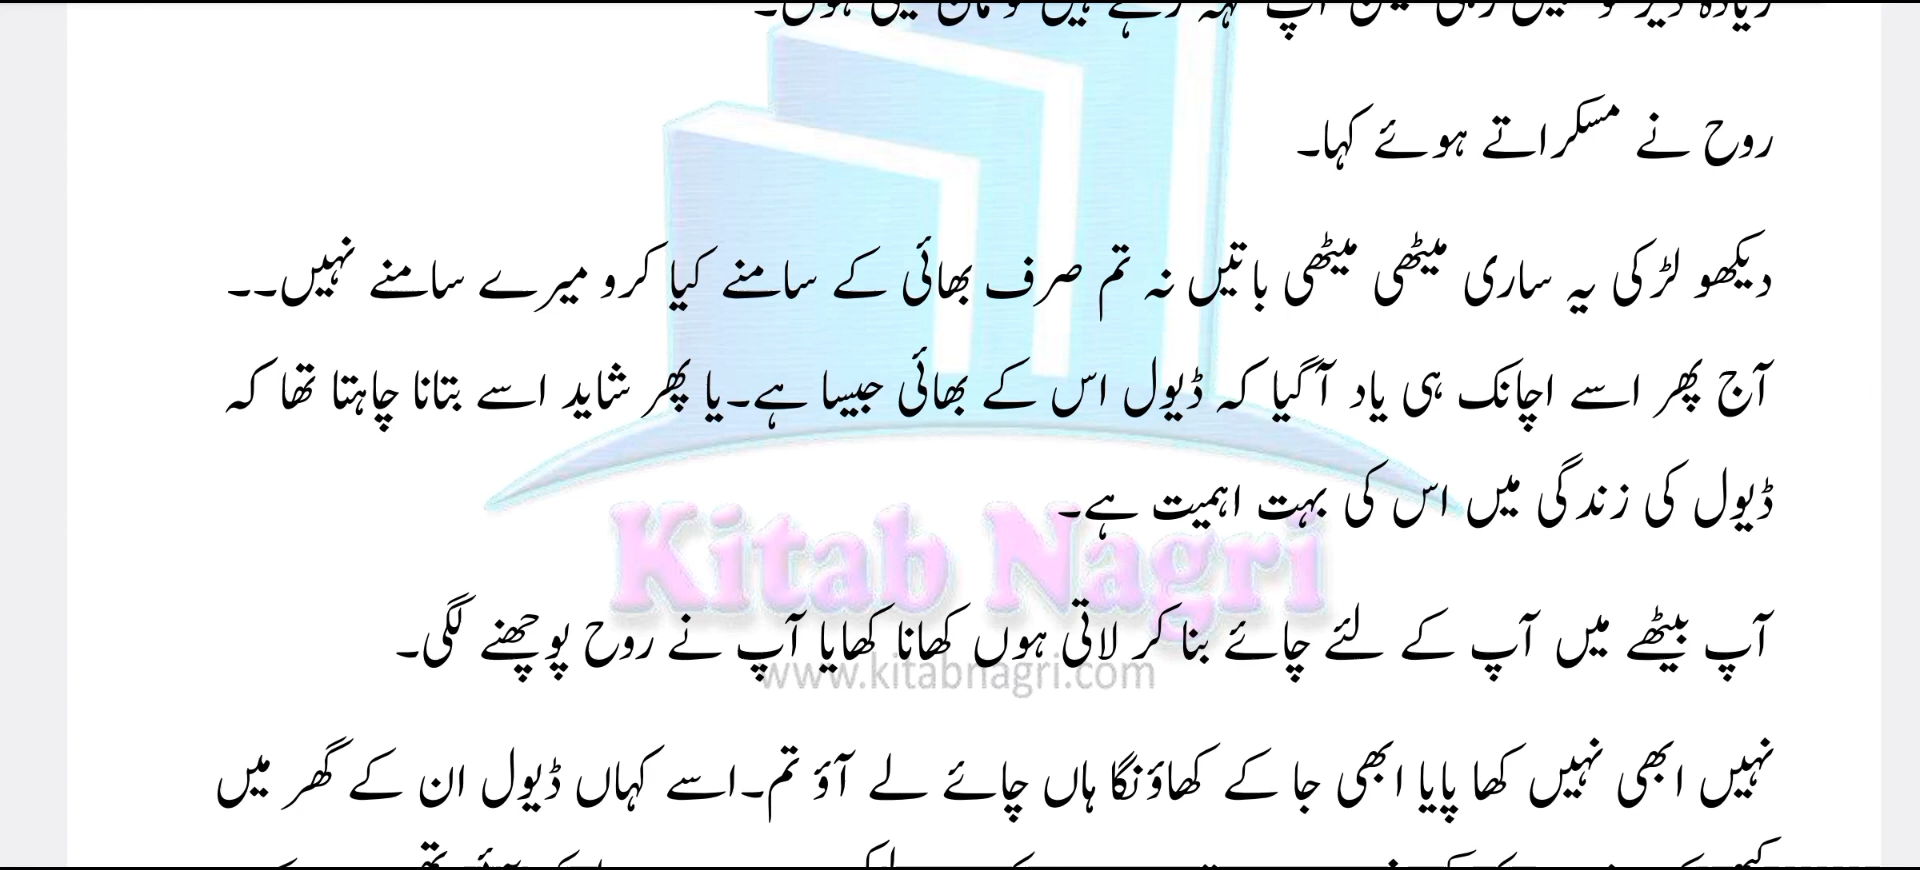 روح نے مسکراتے ہوئے کہا۔
دیکھو لڑکی یہ ساری میٹھی میٹھی باتیں نہ تم صرف بھائی کے سامنے کیا کرو میرے سامنے نہیں۔۔
آج پھر اسے اچانک ہی یاد آگیا کہ ڈیول اس کے بھائی جیسا ہے۔یا پھر شاید اسے بتانا چاہتا تھا کہ
ڈیول کی زندگی میں اس کی بہت اہمیت ہے۔
Kitab Nagri
آپ بیٹھے میں آپ کے لئے چائے بنا کر لاتی ہوں کھانا کھایا آپ نے روح پوچھنے لگی۔
www.kitabnagri.com
نہیں ابھی نہیں کھا پایا ابھی جا کے کھاؤنگا ہاں چائے لے آؤ تم۔اسے کہاں ڈیول ان کے گھر میں